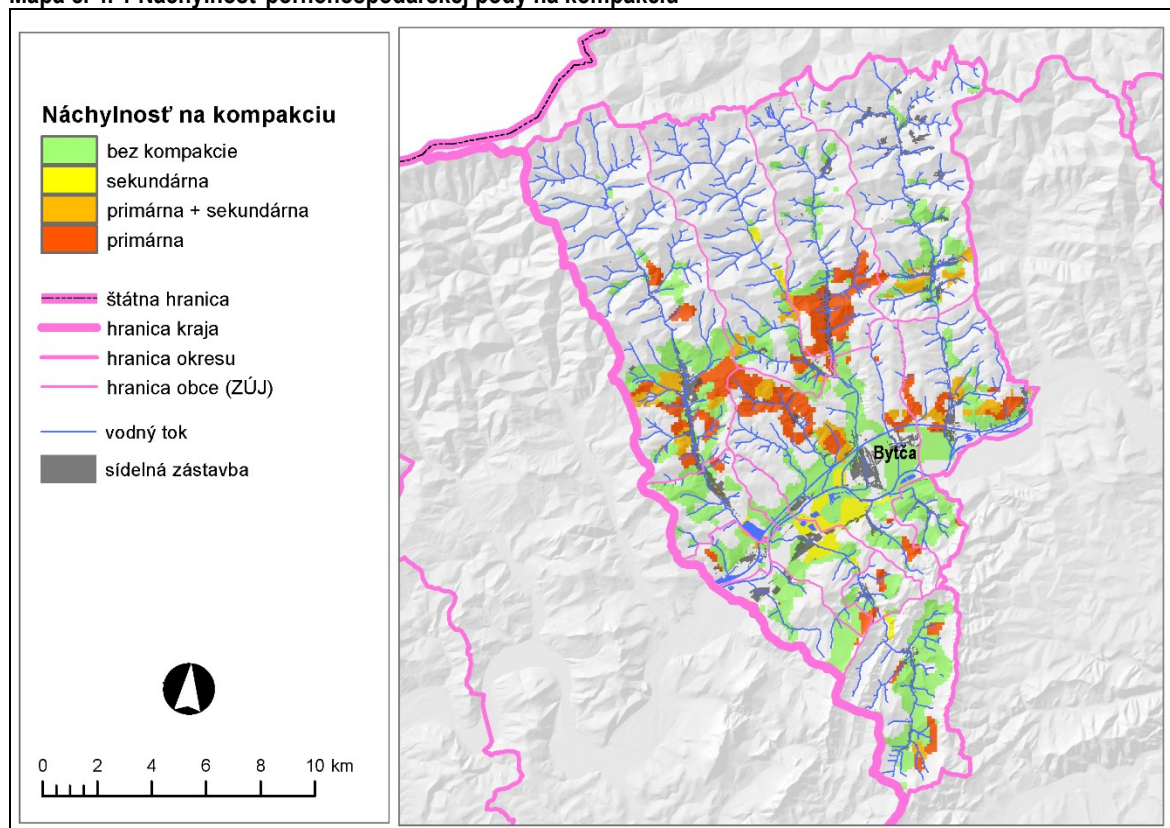 Náchylnosť na kompakciu
bez kompakcie
sekundárna
primárna + sekundárna
primárna
štátna hranica
hranica kraja
hranica okresu
hranica obce (ZÚJ)
vodný tok
sídelná zástavba
0 2 4 6 8 10 km
Bytča